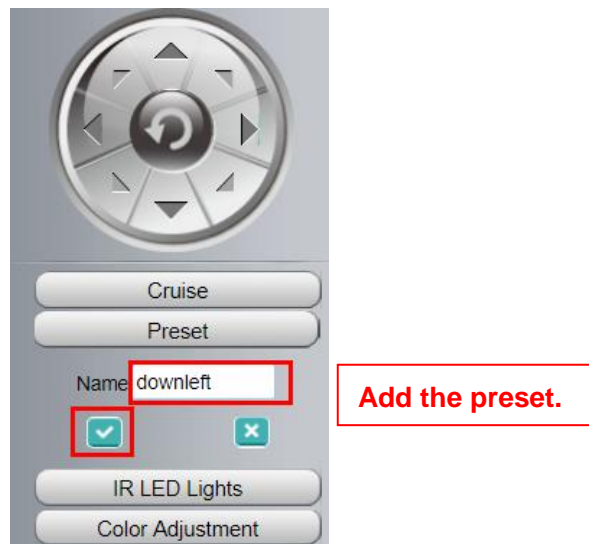 Cruise
Preset
Name downleft
Add the preset.
IR LED Lights
Color Adjustment